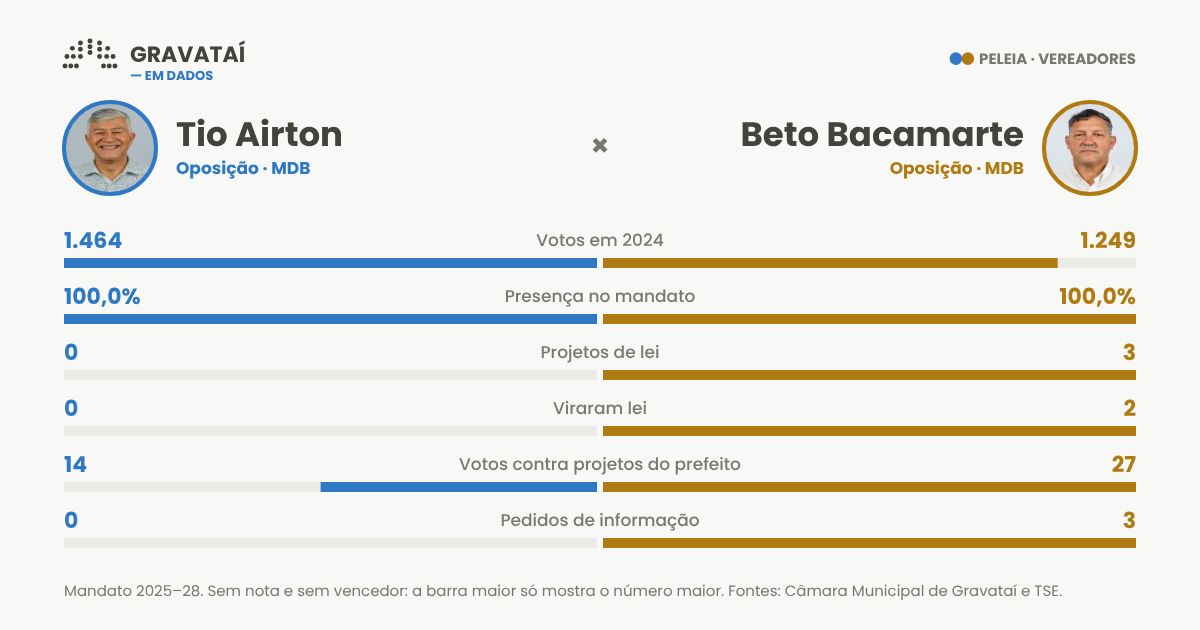 GRAVATAÍ
— EM DADOS
PELEIA · VEREADORES
Tio Airton
Oposição · MDB
×
Beto Bacamarte
Oposição · MDB
1.464 Votos em 2024 1.249
100,0% Presença no mandato 100,0%
0 Projetos de lei 3
0 Viraram lei 2
14 Votos contra projetos do prefeito 27
0 Pedidos de informação 3
Mandato 2025–28. Sem nota e sem vencedor: a barra maior só mostra o número maior. Fontes: Câmara Municipal de Gravataí e TSE.